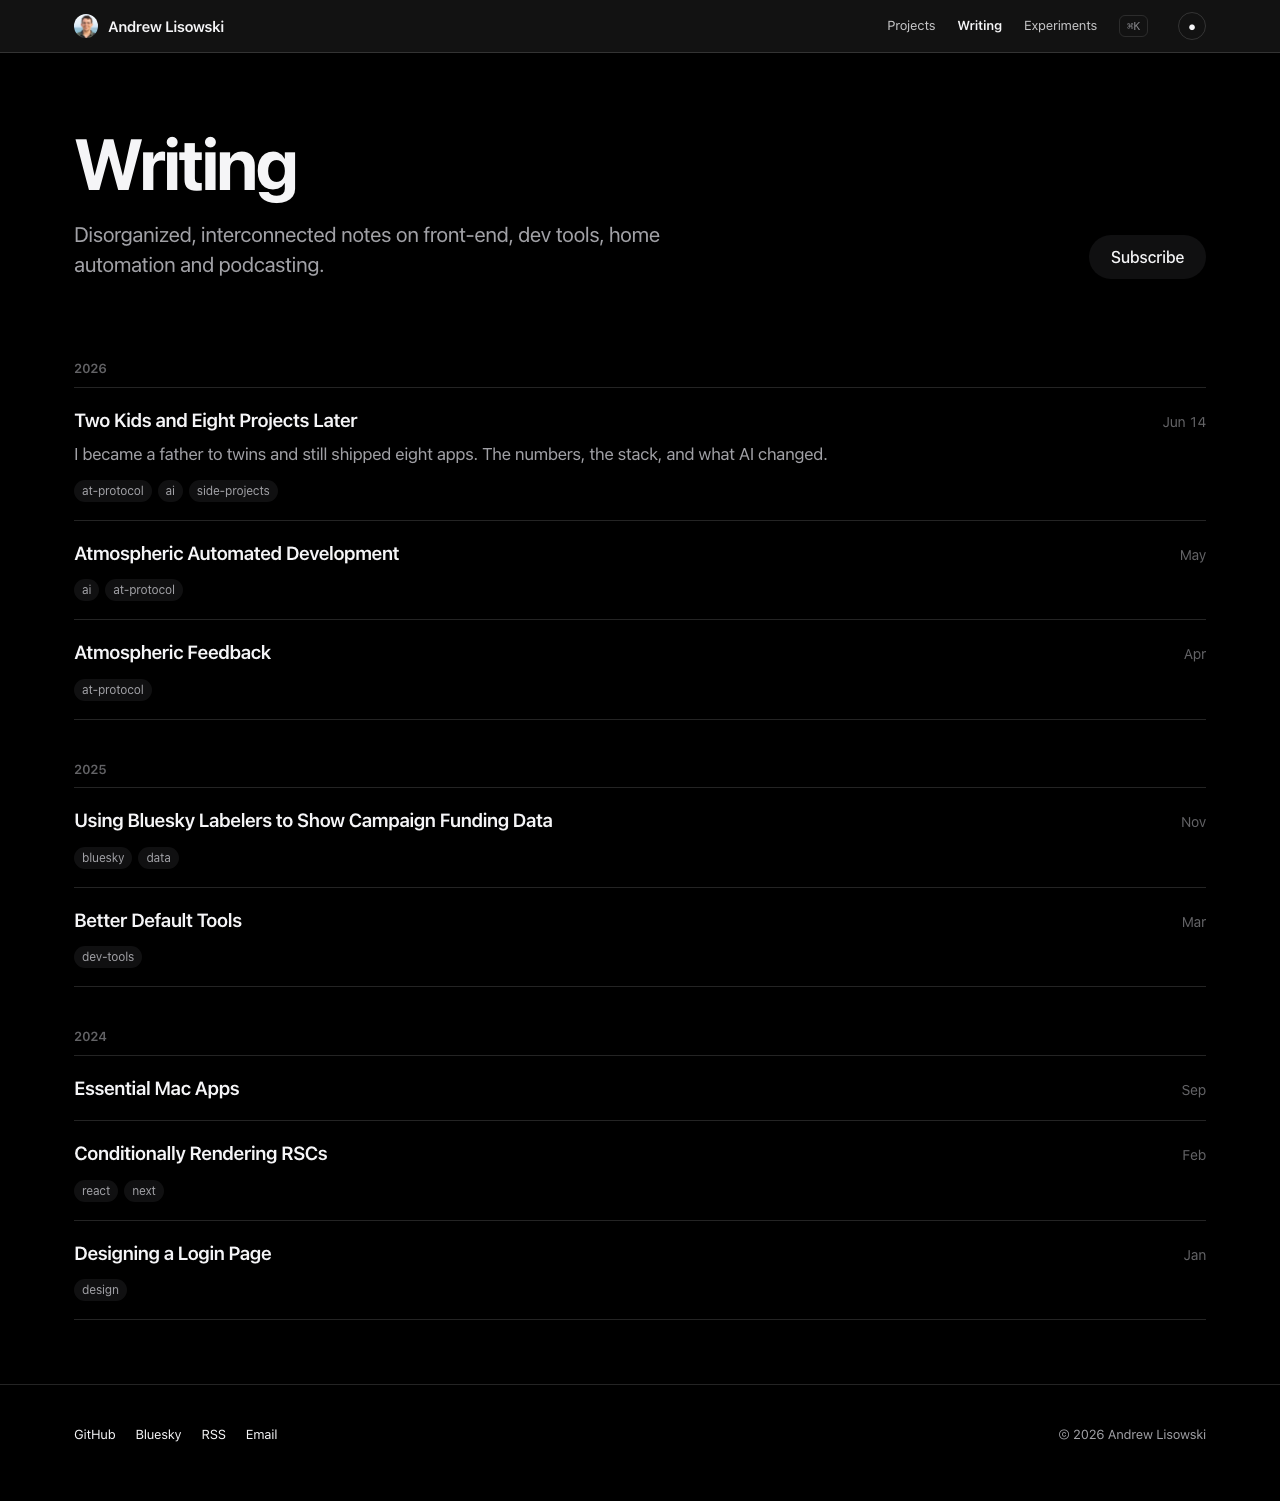 Andrew Lisowski
Projects
Writing
Experiments
⌘K
Writing
Disorganized, interconnected notes on front-end, dev tools, home
automation and podcasting.
Subscribe
2026
Two Kids and Eight Projects Later
Jun 14
I became a father to twins and still shipped eight apps. The numbers, the stack, and what AI changed.
at-protocol
ai
side-projects
Atmospheric Automated Development
May
ai
at-protocol
Atmospheric Feedback
Apr
at-protocol
2025
Using Bluesky Labelers to Show Campaign Funding Data
Nov
bluesky
data
Better Default Tools
Mar
dev-tools
2024
Essential Mac Apps
Sep
Conditionally Rendering RSCs
Feb
react
next
Designing a Login Page
Jan
design
GitHub
Bluesky
RSS
Email
© 2026 Andrew Lisowski